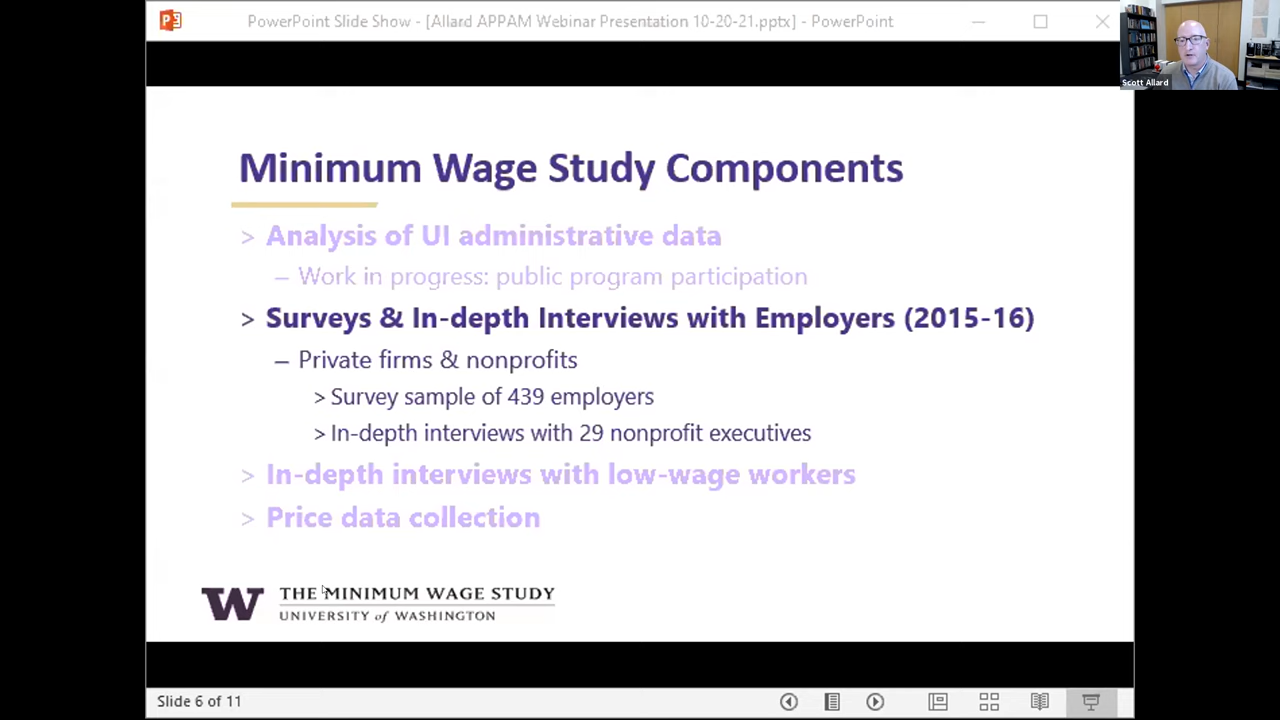 PowerPoint Slide Show - [Allard APPAM Webinar Presentation 10-20-21.pptx] - PowerPoint
Scott Allard
Minimum Wage Study Components
> Analysis of UI administrative data
– Work in progress: public program participation
> Surveys & In-depth Interviews with Employers (2015-16)
– Private firms & nonprofits
> Survey sample of 439 employers
> In-depth interviews with 29 nonprofit executives
> In-depth interviews with low-wage workers
> Price data collection
W THE MINIMUM WAGE STUDY
UNIVERSITY of WASHINGTON
Slide 6 of 11